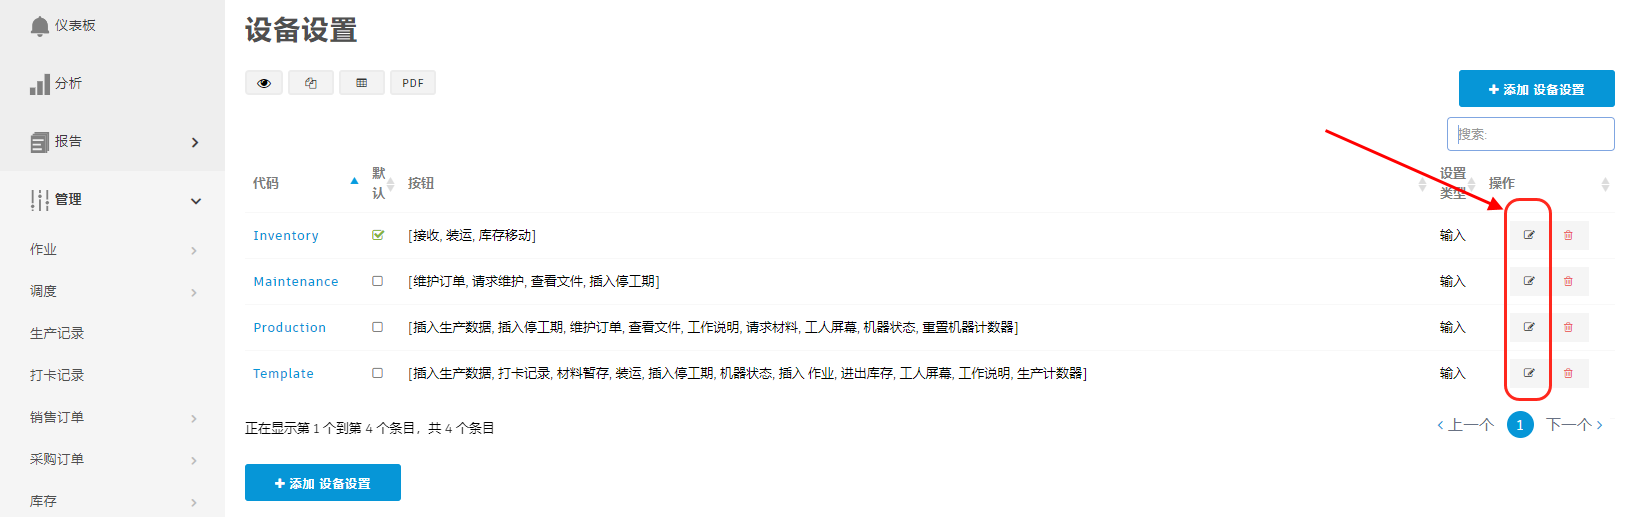 仪表板
分析
报告
管理
作业
调度
生产记录
打卡记录
销售订单
采购订单
库存
设备设置
PDF
添加 设备设置
搜索:
代码 默认 按钮 设置类型 操作
Inventory [接收, 装运, 库存移动] 输入
Maintenance [维护订单, 请求维护, 查看文件, 插入停工期] 输入
Production [插入生产数据, 插入停工期, 维护订单, 查看文件, 工作说明, 请求材料, 工人屏幕, 机器状态, 重置机器计数器] 输入
Template [插入生产数据, 打卡记录, 材料暂存, 装运, 插入停工期, 机器状态, 插入 作业, 进出库存, 工人屏幕, 工作说明, 生产计数器] 输入
正在显示第 1 个到第 4 个条目，共 4 个条目
上一个 1 下一个
添加 设备设置